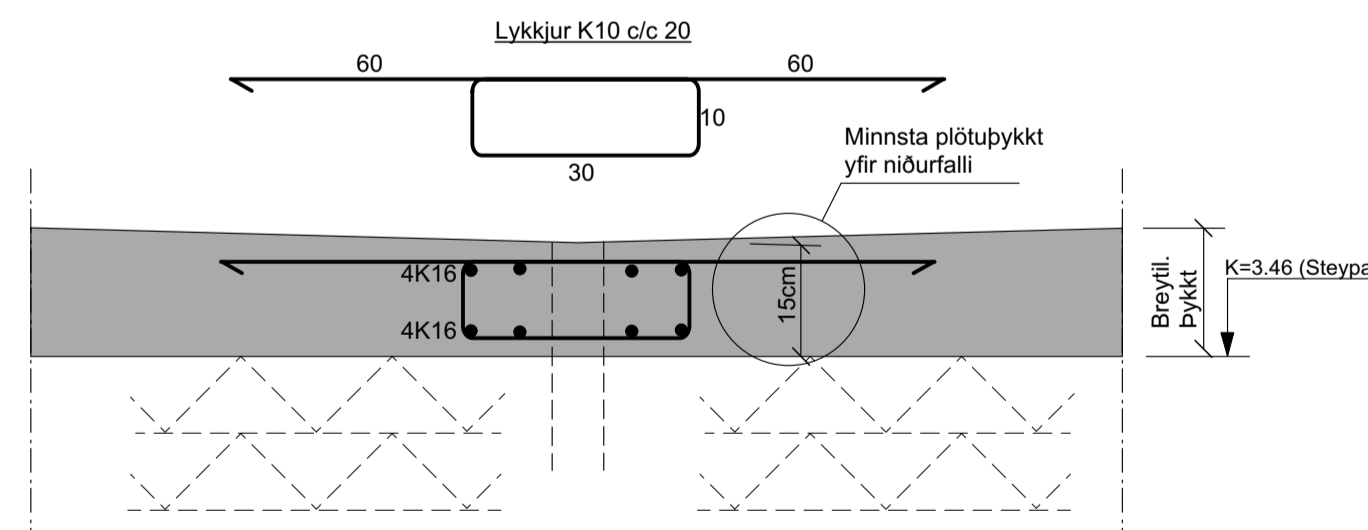 Lykkjur K10 c/c 20
60
60
10
30
Minnsta plötuþykkt
yfir niðurfalli
4K16
4K16
15cm
Breytil.
Þykkt
K=3.46 (Steypa